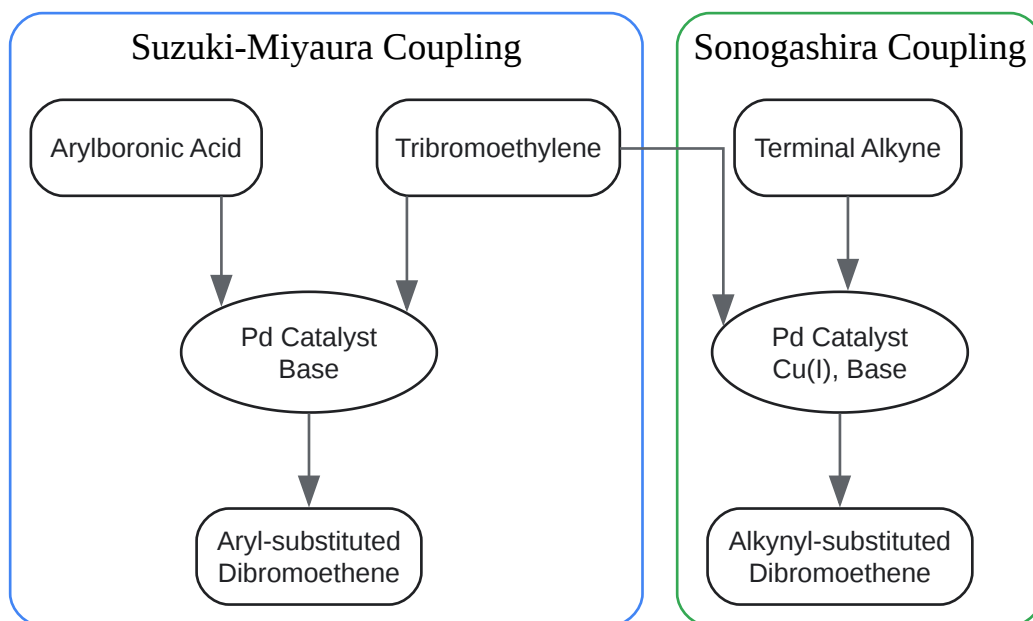 Suzuki-Miyaura Coupling
Sonogashira Coupling
Arylboronic Acid
Tribromoethylene
Terminal Alkyne
Pd Catalyst
Base
Pd Catalyst
Cu(I), Base
Aryl-substituted
Dibromoethene
Alkynyl-substituted
Dibromoethene